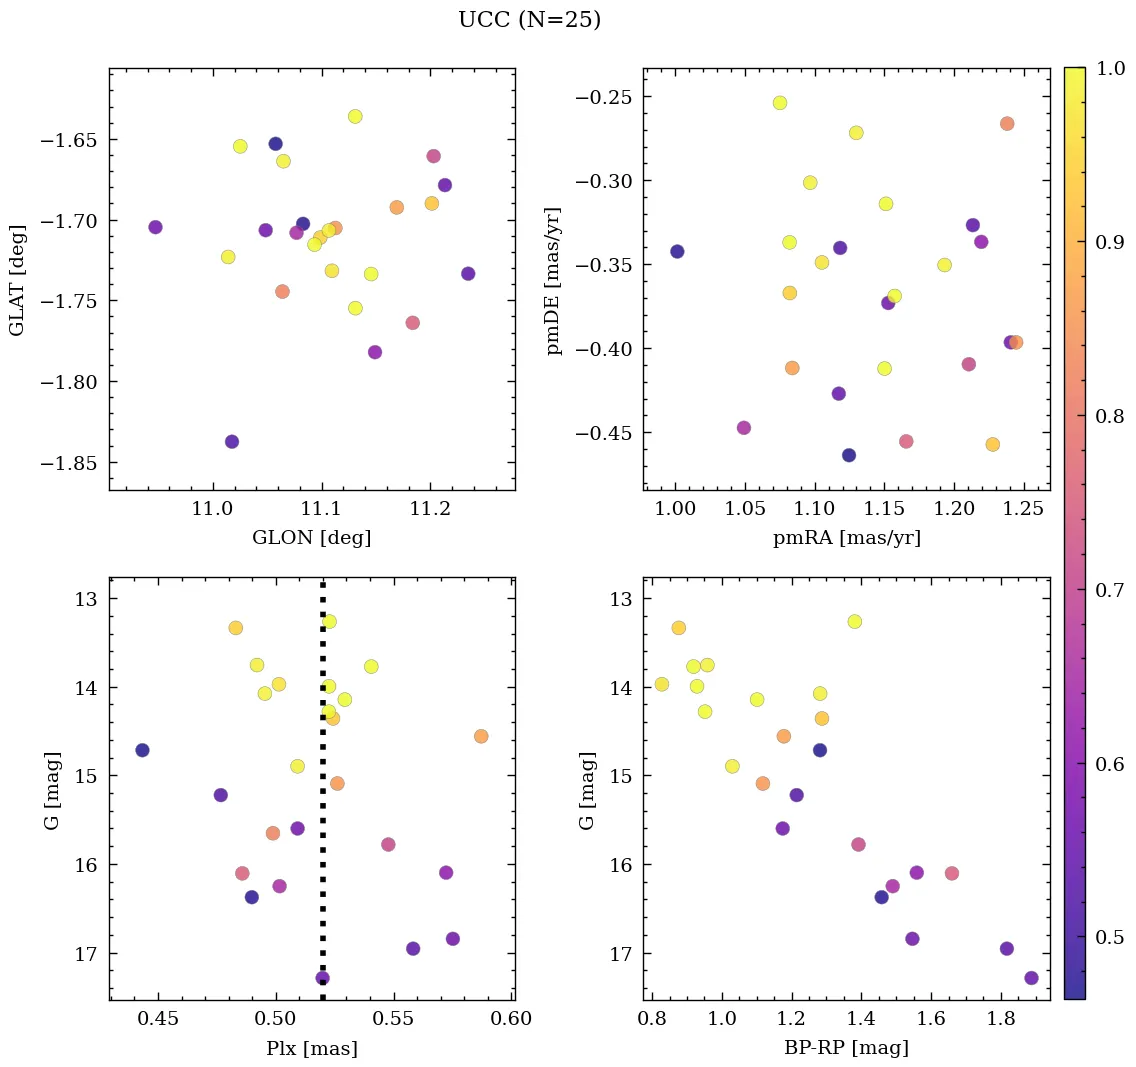 UCC (N=25)
−1.65
−1.70
−1.75
−1.80
−1.85
GLAT [deg]
11.0 11.1 11.2
GLON [deg]
−0.25
−0.30
−0.35
−0.40
−0.45
pmDE [mas/yr]
1.00 1.05 1.10 1.15 1.20 1.25
pmRA [mas/yr]
13
14
15
16
17
G [mag]
0.45 0.50 0.55 0.60
Plx [mas]
13
14
15
16
17
G [mag]
0.8 1.0 1.2 1.4 1.6 1.8
BP-RP [mag]
1.0
0.9
0.8
0.7
0.6
0.5